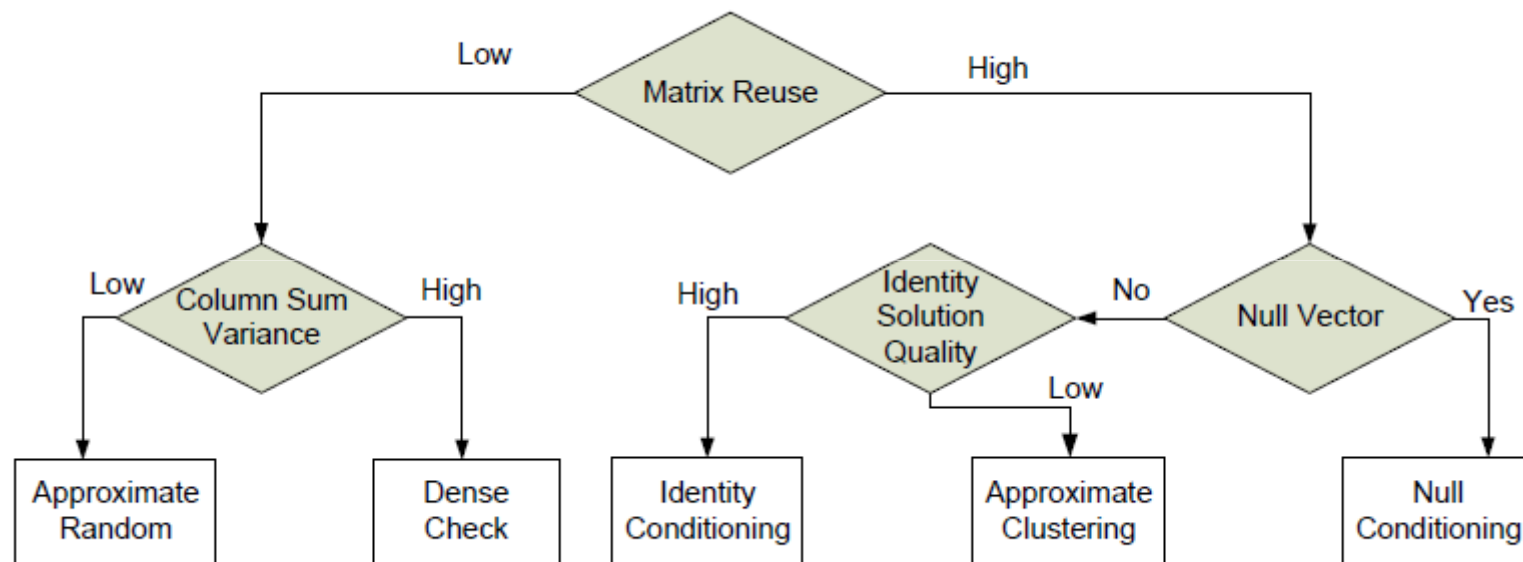 Low
Matrix Reuse
High
Low
Column Sum
Variance
High
High
Identity
Solution
Quality
No
Null Vector
Yes
Low
Approximate
Random
Dense
Check
Identity
Conditioning
Approximate
Clustering
Null
Conditioning